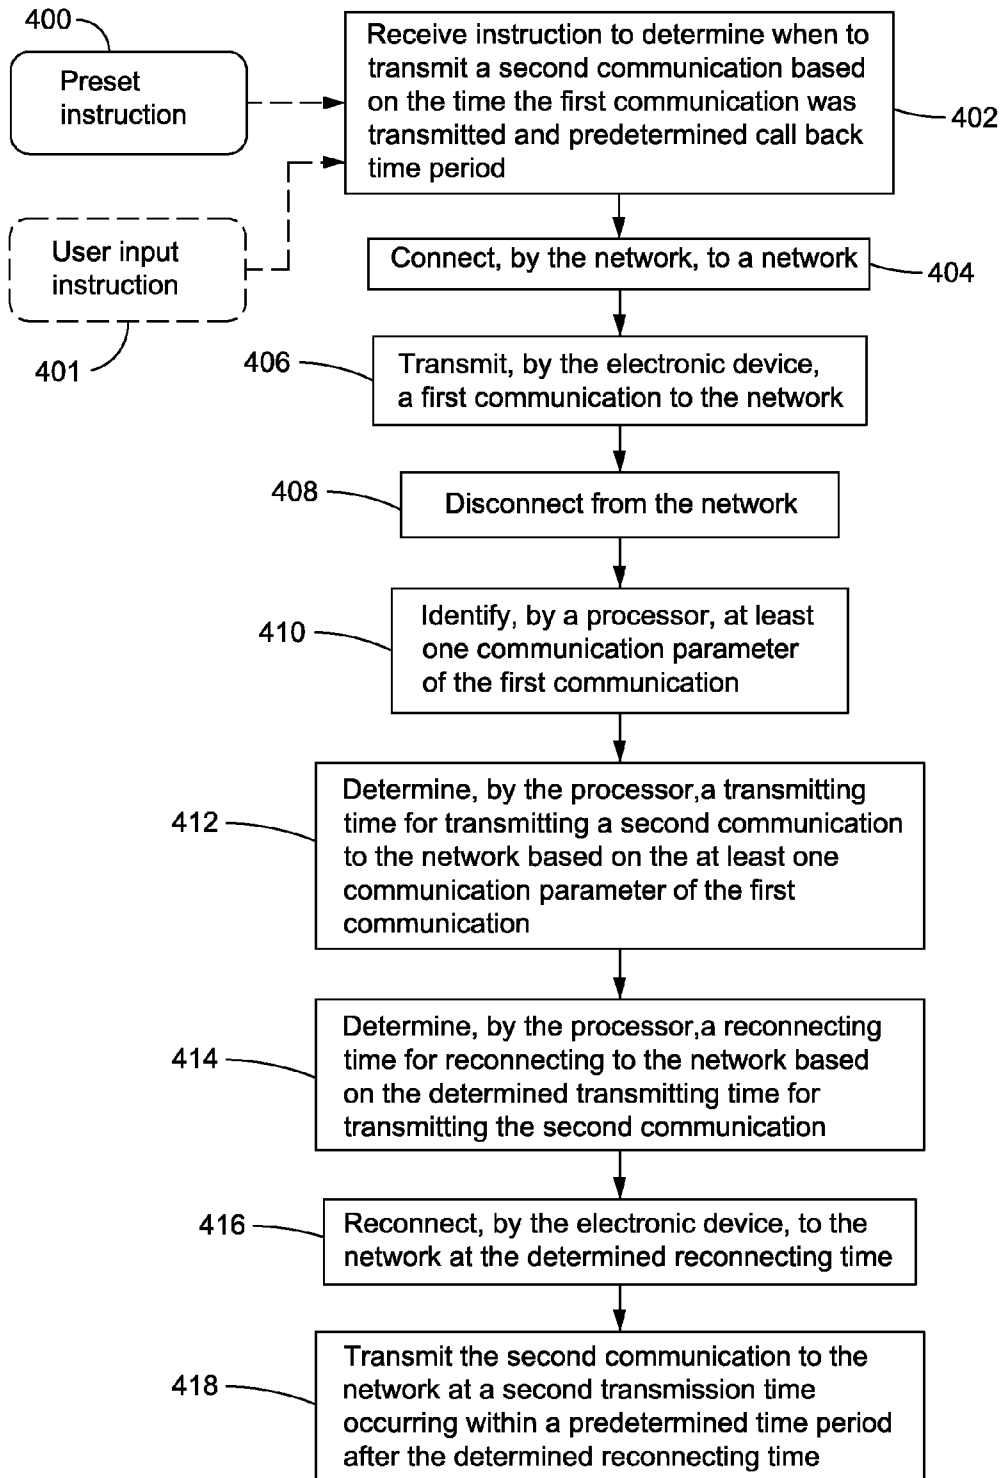 400
Preset
instruction
Receive instruction to determine when to
transmit a second communication based
on the time the first communication was
transmitted and predetermined call back
time period
402
User input
instruction
401
Connect, by the network, to a network
404
406
Transmit, by the electronic device,
a first communication to the network
408
Disconnect from the network
410
Identify, by a processor, at least
one communication parameter
of the first communication
412
Determine, by the processor,a transmitting
time for transmitting a second communication
to the network based on the at least one
communication parameter of the first
communication
414
Determine, by the processor,a reconnecting
time for reconnecting to the network based
on the determined transmitting time for
transmitting the second communication
416
Reconnect, by the electronic device, to the
network at the determined reconnecting time
418
Transmit the second communication to the
network at a second transmission time
occurring within a predetermined time period
after the determined reconnecting time